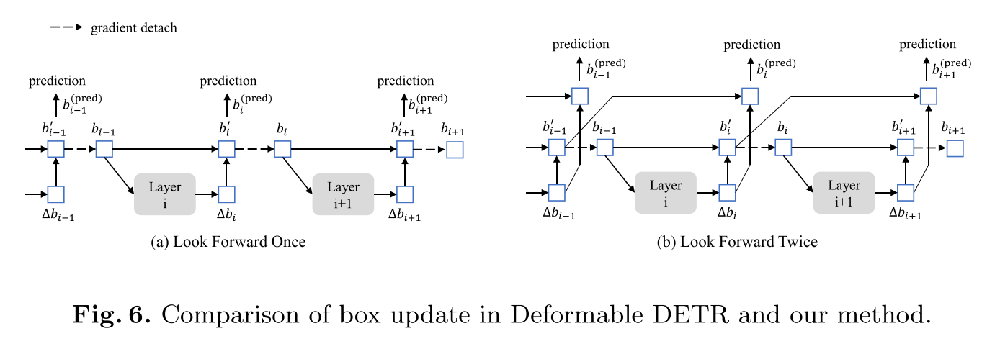 gradient detach
prediction prediction prediction
b_{i-1}^{(pred)} b_i^{(pred)} b_{i+1}^{(pred)}
b'_{i-1} b_{i-1} b'_i b_i b'_{i+1} b_{i+1}
Layer i
Layer i+1
Δb_{i-1} Δb_i Δb_{i+1}
(a) Look Forward Once
prediction prediction prediction
b_{i-1}^{(pred)} b_i^{(pred)} b_{i+1}^{(pred)}
b'_{i-1} b_{i-1} b'_i b_i b'_{i+1} b_{i+1}
Layer i
Layer i+1
Δb_{i-1} Δb_i Δb_{i+1}
(b) Look Forward Twice
Fig. 6. Comparison of box update in Deformable DETR and our method.